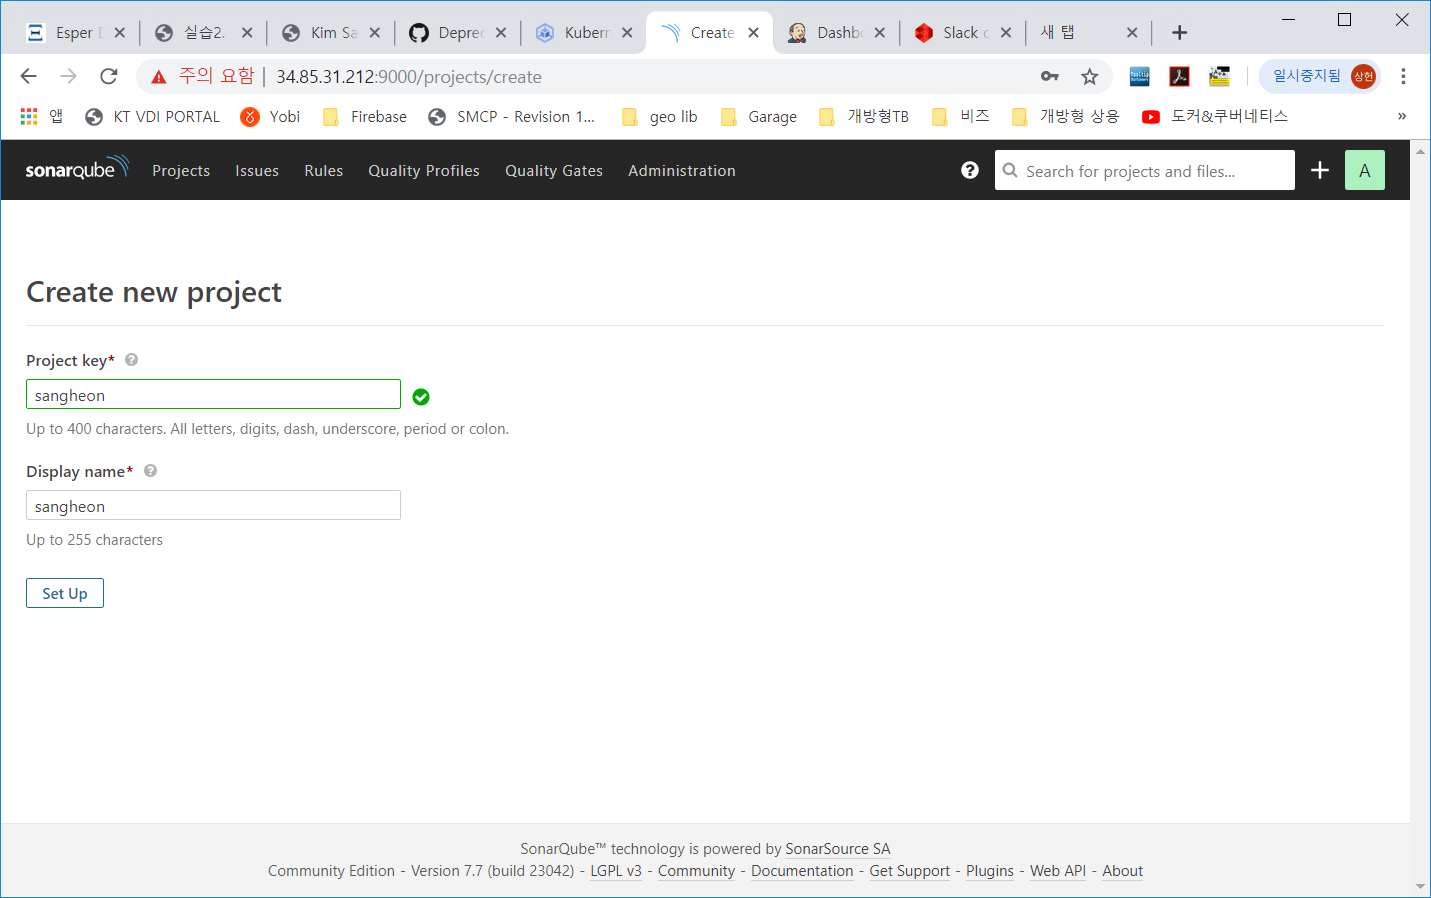 Esper
실습2.
Kim Sa
Deprec
Kubern
Create
Dashb
Slack c
새 탭
주의 요함 | 34.85.31.212:9000/projects/create
일시중지됨 상헌
앱 KT VDI PORTAL Yobi Firebase SMCP - Revision 1... geo lib Garage 개방형TB 비즈 개방형 상용 도커&쿠버네티스 »
sonarqube Projects Issues Rules Quality Profiles Quality Gates Administration Search for projects and files... A
Create new project
Project key*
sangheon
Up to 400 characters. All letters, digits, dash, underscore, period or colon.
Display name*
sangheon
Up to 255 characters
Set Up
SonarQube™ technology is powered by SonarSource SA
Community Edition - Version 7.7 (build 23042) - LGPL v3 - Community - Documentation - Get Support - Plugins - Web API - About